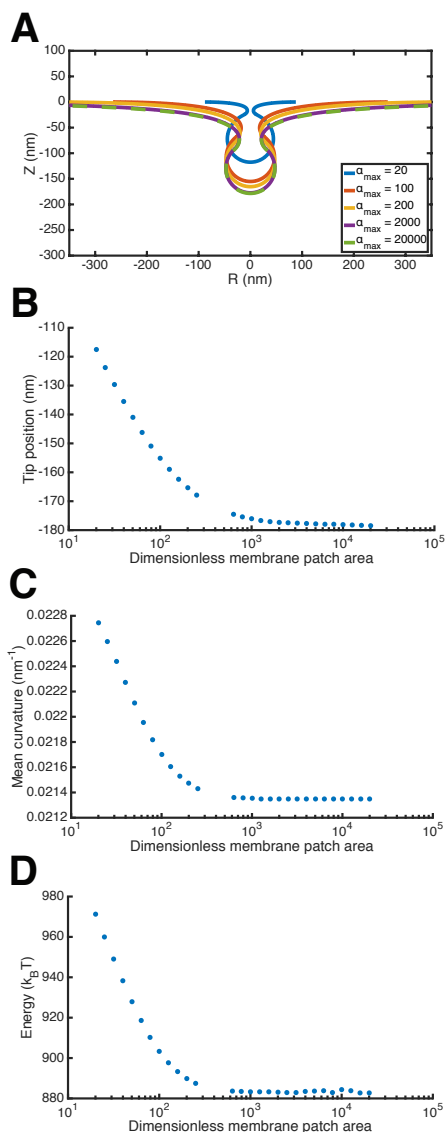 A
100
50
0
-50
-100
-150
-200
-250
-300
Z (nm)
-300 -200 -100 0 100 200 300
R (nm)
α_max = 20
α_max = 100
α_max = 200
α_max = 2000
α_max = 20000
B
-110
-120
-130
-140
-150
-160
-170
-180
Tip position (nm)
10^1 10^2 10^3 10^4 10^5
Dimensionless membrane patch area
C
0.0228
0.0226
0.0224
0.0222
0.022
0.0218
0.0216
0.0214
0.0212
Mean curvature (nm^-1)
10^1 10^2 10^3 10^4 10^5
Dimensionless membrane patch area
D
980
960
940
920
900
880
Energy (k_BT)
10^1 10^2 10^3 10^4 10^5
Dimensionless membrane patch area